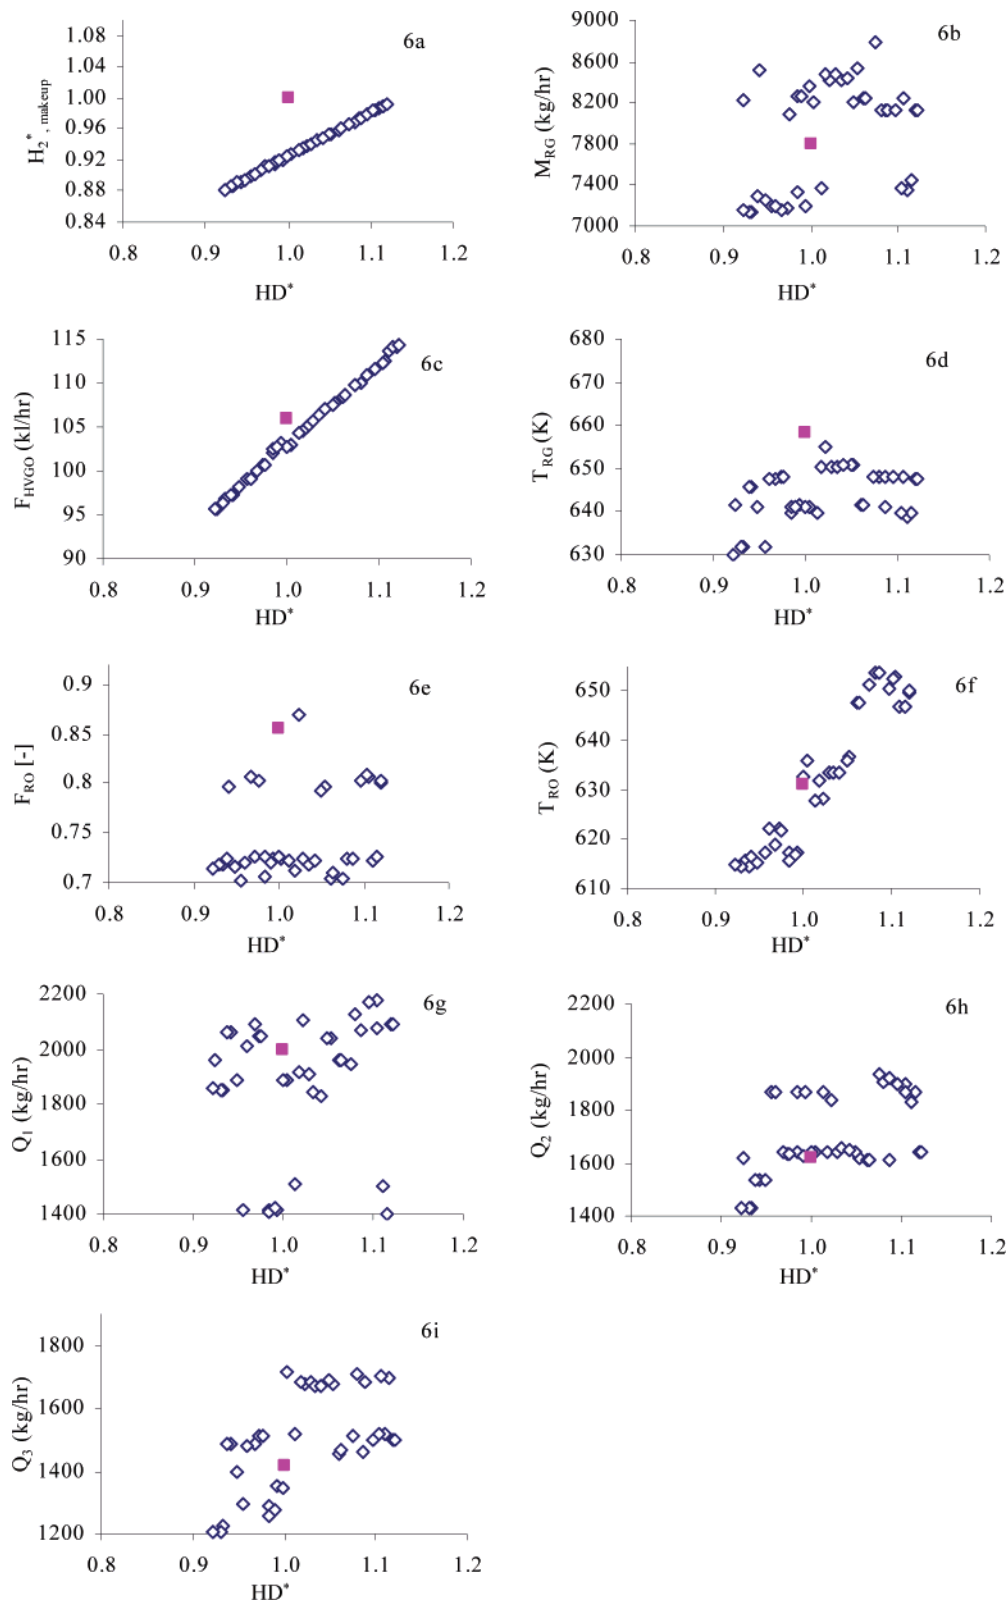 6a
H2*, makeup
1.08
1.04
1.00
0.96
0.92
0.88
0.84
0.8 0.9 1.0 1.1 1.2
HD*
6b
MRG (kg/hr)
9000
8600
8200
7800
7400
7000
0.8 0.9 1.0 1.1 1.2
HD*
6c
FHVGO (kl/hr)
115
110
105
100
95
90
0.8 0.9 1.0 1.1 1.2
HD*
6d
TRG (K)
680
670
660
650
640
630
0.8 0.9 1.0 1.1 1.2
HD*
6e
FRO [-]
0.9
0.85
0.8
0.75
0.7
0.8 0.9 1.0 1.1 1.2
HD*
6f
TRO (K)
650
640
630
620
610
0.8 0.9 1.0 1.1 1.2
HD*
6g
Q1 (kg/hr)
2200
2000
1800
1600
1400
0.8 0.9 1.0 1.1 1.2
HD*
6h
Q2 (kg/hr)
2200
2000
1800
1600
1400
0.8 0.9 1.0 1.1 1.2
HD*
6i
Q3 (kg/hr)
1800
1600
1400
1200
0.8 0.9 1.0 1.1 1.2
HD*